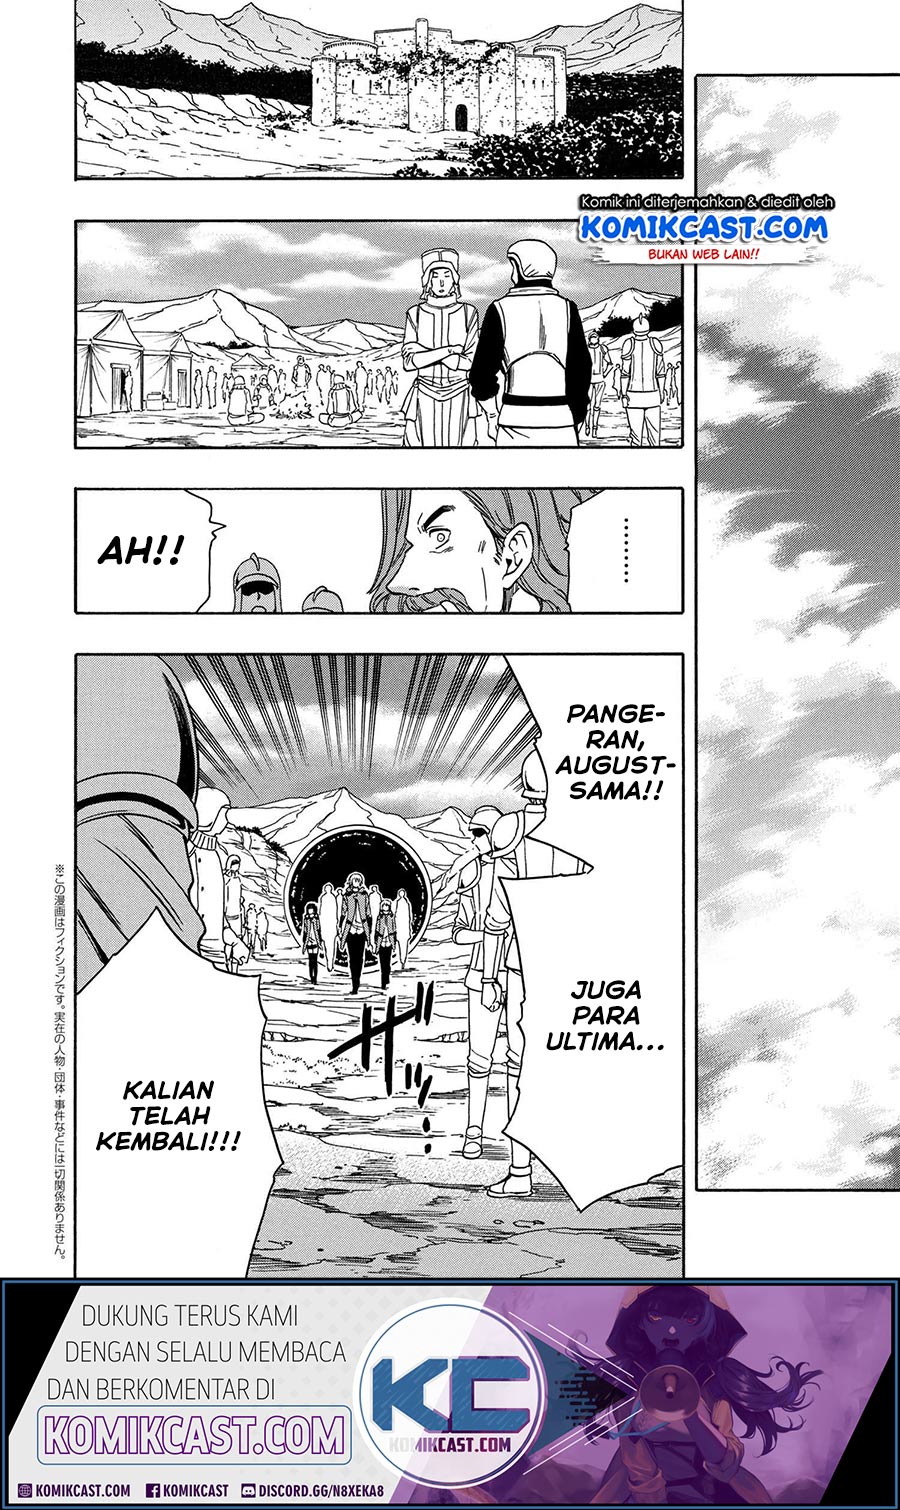 Komik ini diterjemahkan & diedit oleh
KOMIKCAST.COM
BUKAN WEB LAIN!!
AH!!
........
PANGE-
RAN,
AUGUST-
SAMA!!
JUGA
PARA
ULTIMA...
ザッ
KALIAN
TELAH
KEMBALI!!!
※この漫画はフィクションです。実在の人物・団体・事件などには一切関係ありません。
DUKUNG TERUS KAMI
DENGAN SELALU MEMBACA
DAN BERKOMENTAR DI
KOMIKCAST.COM
KC
KOMIKCAST.COM
KOMIKCAST.COM KOMIKCAST DISCORD.GG/N8XEKA8